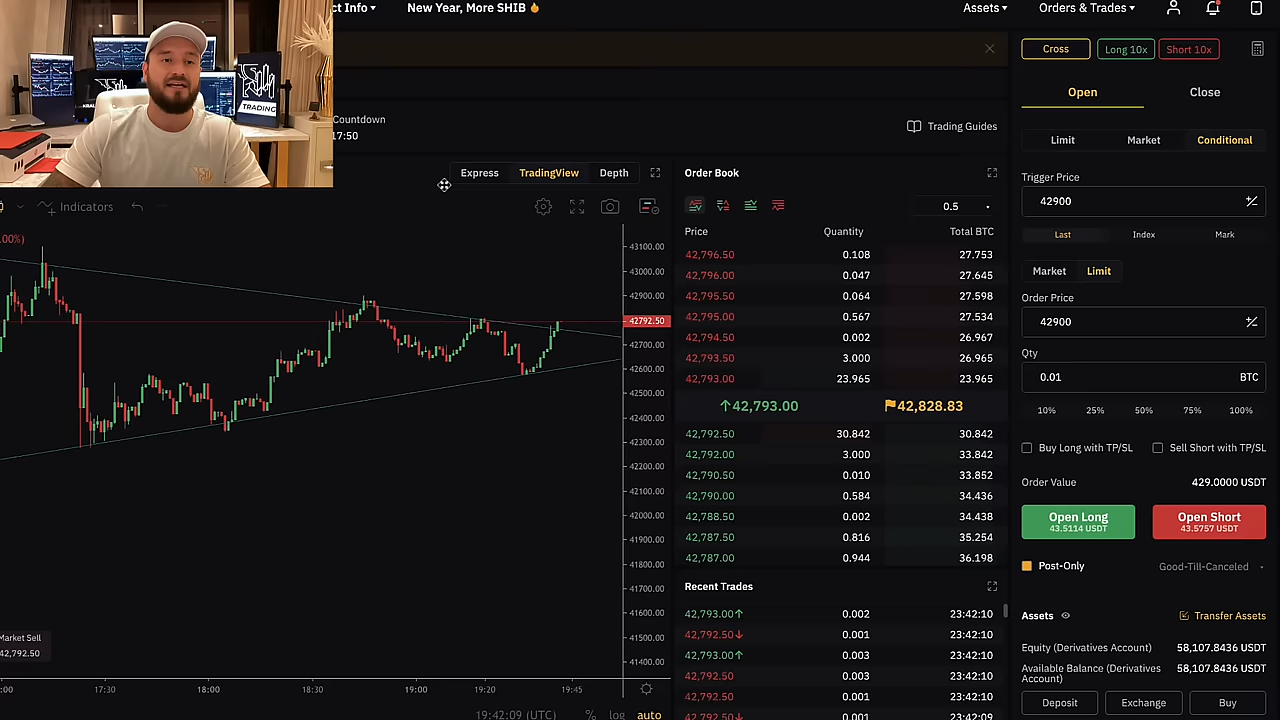 ct Info
New Year, More SHIB 🔥
Assets
Orders & Trades
Cross
Long 10x
Short 10x
Open
Close
Countdown
17:50
Trading Guides
Limit
Market
Conditional
Express
TradingView
Depth
Order Book
Trigger Price
42900
Indicators
0.5
Last
Index
Mark
.00%)
Price
Quantity
Total BTC
42,796.50 0.108 27.753
42,796.00 0.047 27.645
42,795.50 0.064 27.598
42,795.00 0.567 27.534
42,794.50 0.002 26.967
42,793.50 3.000 26.965
42,793.00 23.965 23.965
↑42,793.00
42,828.83
42,792.50 30.842 30.842
42,792.00 3.000 33.842
42,790.50 0.010 33.852
42,790.00 0.584 34.436
42,788.50 0.002 34.438
42,787.50 0.816 35.254
42,787.00 0.944 36.198
Recent Trades
42,793.00↑ 0.002 23:42:10
42,792.50↓ 0.001 23:42:10
42,793.00↑ 0.003 23:42:10
42,792.50 0.003 23:42:10
42,792.50 0.001 23:42:10
42,792.50↓ 0.001 23:42:09
Market
Limit
Order Price
42900
Qty
0.01
BTC
10%
25%
50%
75%
100%
Buy Long with TP/SL
Sell Short with TP/SL
Order Value
429.0000 USDT
Open Long
43.5114 USDT
Open Short
43.5757 USDT
Post-Only
Good-Till-Canceled
Assets
Transfer Assets
Equity (Derivatives Account)
58,107.8436 USDT
Available Balance (Derivatives
Account)
58,107.8436 USDT
Deposit
Exchange
Buy
43100.00
43000.00
42900.00
42792.50
42700.00
42600.00
42500.00
42400.00
42300.00
42200.00
42100.00
42000.00
41900.00
41800.00
41700.00
41600.00
41500.00
41400.00
Market Sell
42,792.50
:00
17:30
18:00
18:30
19:00
19:20
19:45
19:42:09 (UTC)
%
log
auto
TRADING